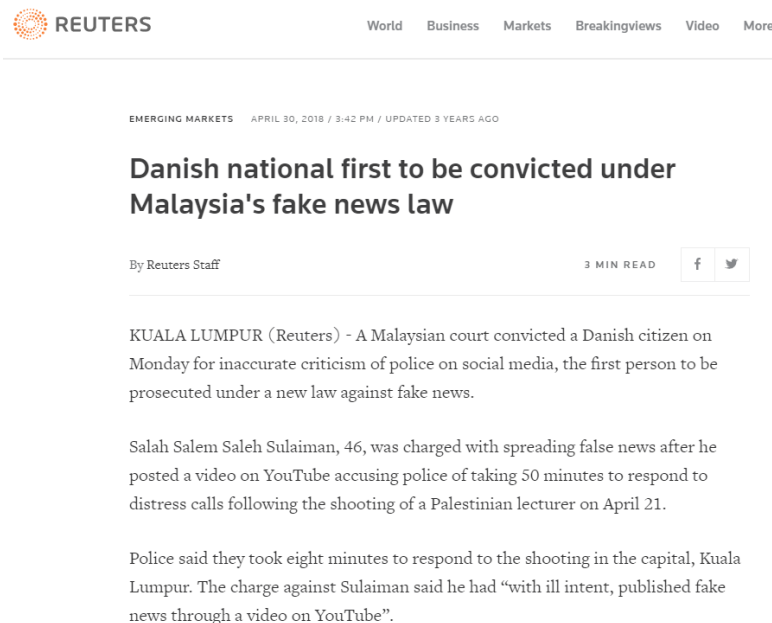 REUTERS
World Business Markets Breakingviews Video More
EMERGING MARKETS APRIL 30, 2018 / 3:42 PM / UPDATED 3 YEARS AGO
Danish national first to be convicted under
Malaysia's fake news law
By Reuters Staff
3 MIN READ
KUALA LUMPUR (Reuters) - A Malaysian court convicted a Danish citizen on
Monday for inaccurate criticism of police on social media, the first person to be
prosecuted under a new law against fake news.
Salah Salem Saleh Sulaiman, 46, was charged with spreading false news after he
posted a video on YouTube accusing police of taking 50 minutes to respond to
distress calls following the shooting of a Palestinian lecturer on April 21.
Police said they took eight minutes to respond to the shooting in the capital, Kuala
Lumpur. The charge against Sulaiman said he had “with ill intent, published fake
news through a video on YouTube”.